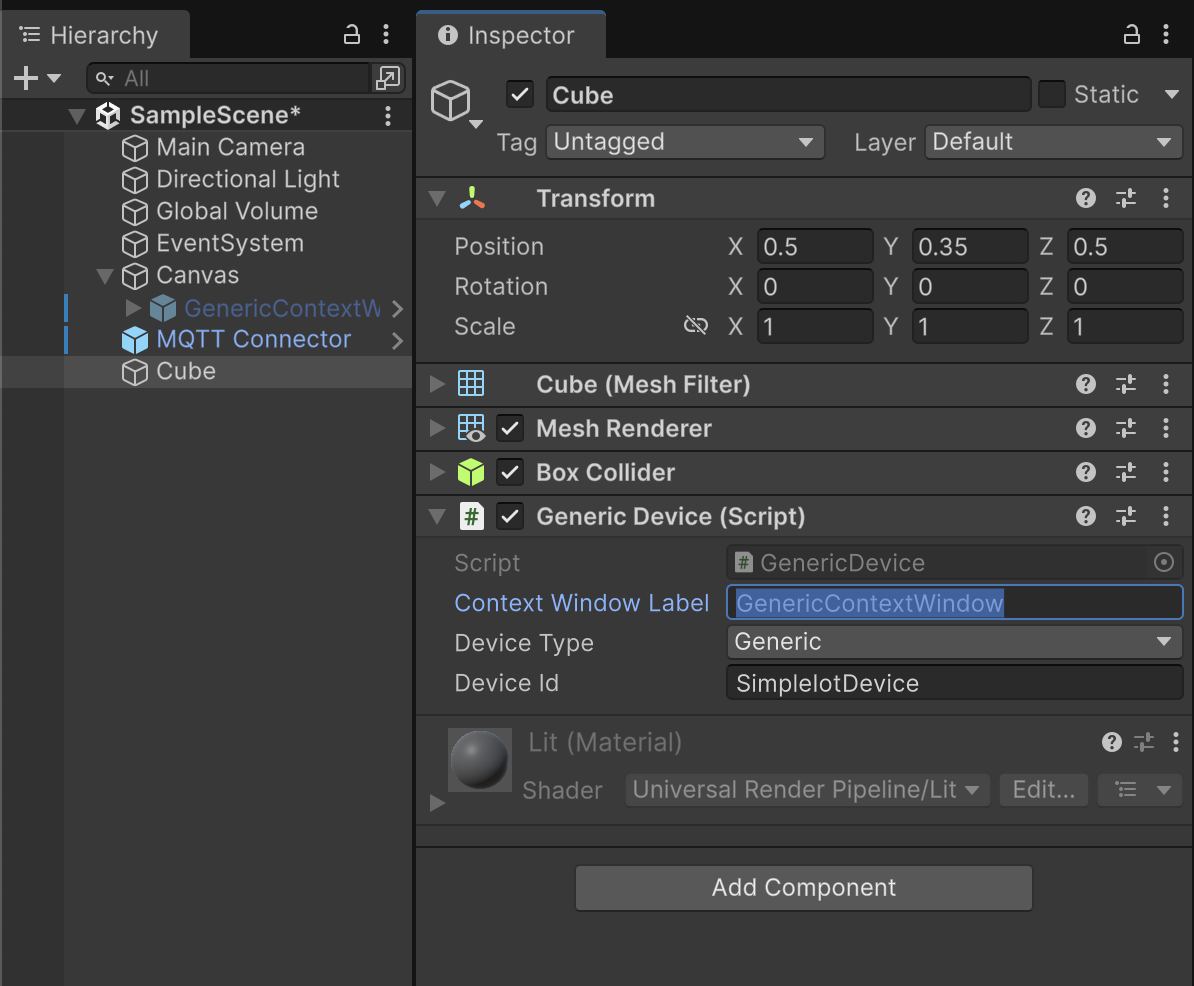 Hierarchy
All
SampleScene*
Main Camera
Directional Light
Global Volume
EventSystem
Canvas
GenericContextW
MQTT Connector
Cube
Inspector
Cube
Static
Tag Untagged Layer Default
Transform
Position X 0.5 Y 0.35 Z 0.5
Rotation X 0 Y 0 Z 0
Scale X 1 Y 1 Z 1
Cube (Mesh Filter)
Mesh Renderer
Box Collider
# Generic Device (Script)
Script # GenericDevice
Context Window Label GenericContextWindow
Device Type Generic
Device Id SimpleIotDevice
Lit (Material)
Shader Universal Render Pipeline/Lit Edit...
Add Component